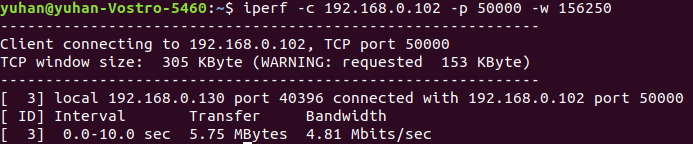 yuhan@yuhan-Vostro-5460:~$ iperf -c 192.168.0.102 -p 50000 -w 156250
------------------------------------------------------------
Client connecting to 192.168.0.102, TCP port 50000
TCP window size:  305 KByte (WARNING: requested  153 KByte)
------------------------------------------------------------
[  3] local 192.168.0.130 port 40396 connected with 192.168.0.102 port 50000
[ ID] Interval       Transfer     Bandwidth
[  3]  0.0-10.0 sec  5.75 MBytes  4.81 Mbits/sec